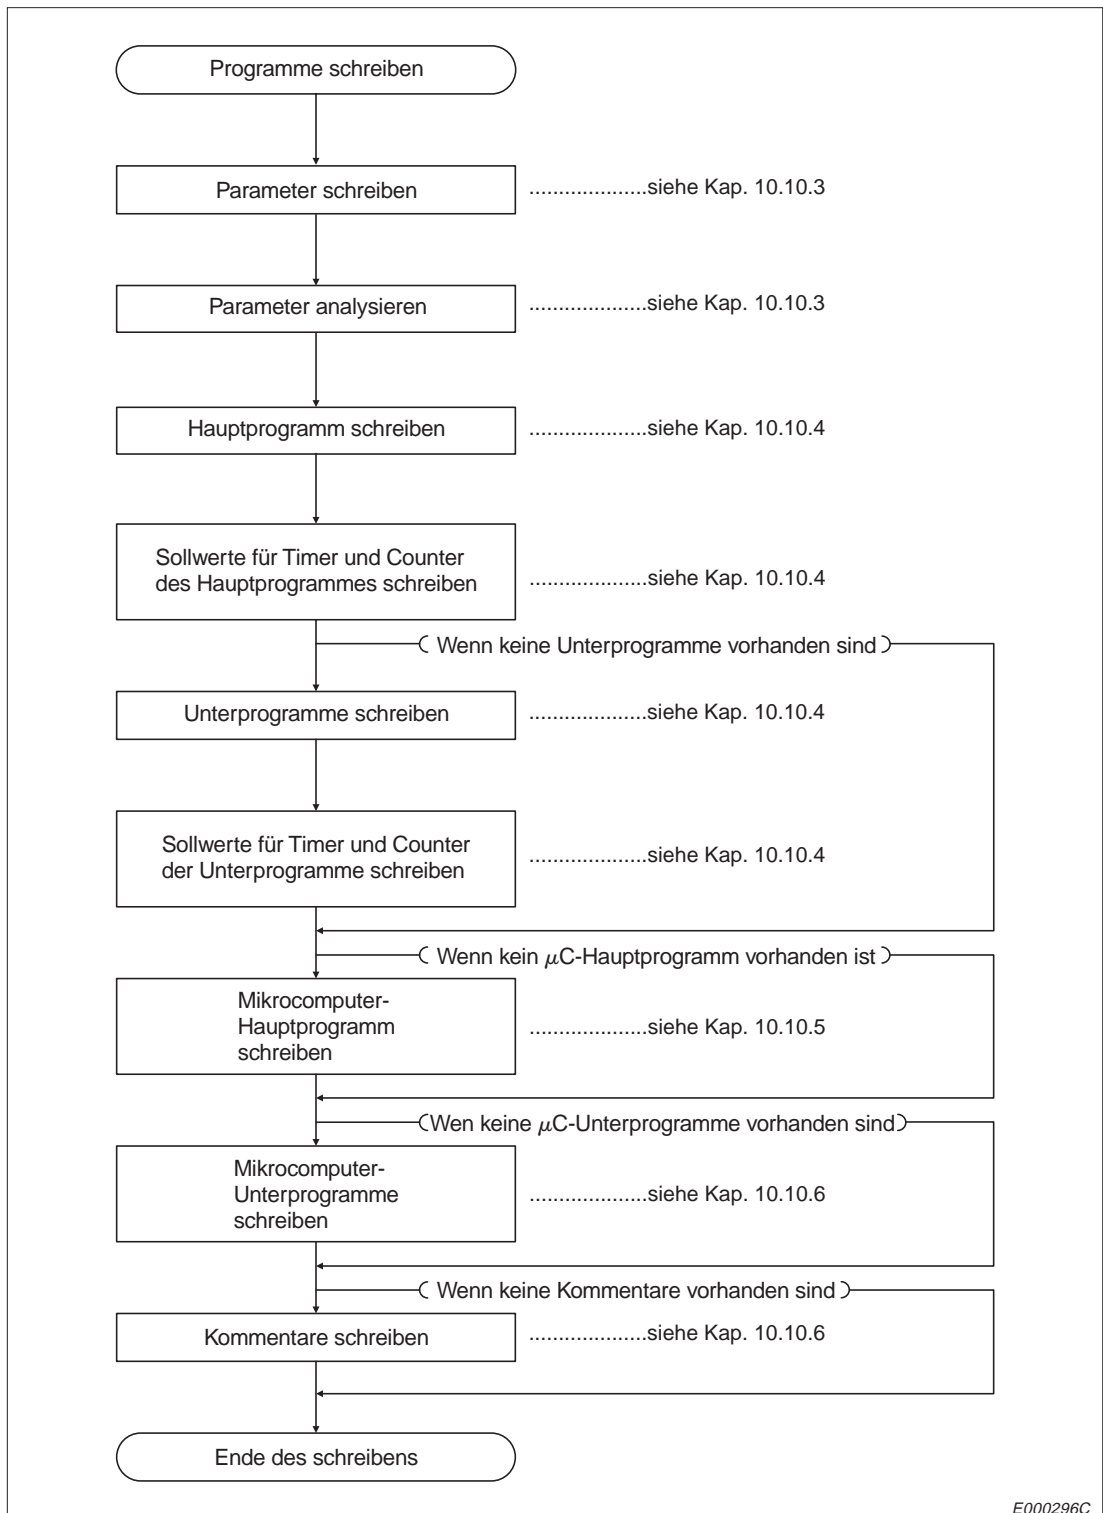 Programme schreiben
Parameter schreiben ....................siehe Kap. 10.10.3
Parameter analysieren ....................siehe Kap. 10.10.3
Hauptprogramm schreiben ....................siehe Kap. 10.10.4
Sollwerte für Timer und Counter
des Hauptprogrammes schreiben ....................siehe Kap. 10.10.4
Wenn keine Unterprogramme vorhanden sind
Unterprogramme schreiben ....................siehe Kap. 10.10.4
Sollwerte für Timer und Counter
der Unterprogramme schreiben ....................siehe Kap. 10.10.4
Wenn kein μC-Hauptprogramm vorhanden ist
Mikrocomputer-
Hauptprogramm ....................siehe Kap. 10.10.5
schreiben
Wen keine μC-Unterprogramme vorhanden sind
Mikrocomputer-
Unterprogramme ....................siehe Kap. 10.10.6
schreiben
Wenn keine Kommentare vorhanden sind
Kommentare schreiben ....................siehe Kap. 10.10.6
Ende des schreibens
E000296C